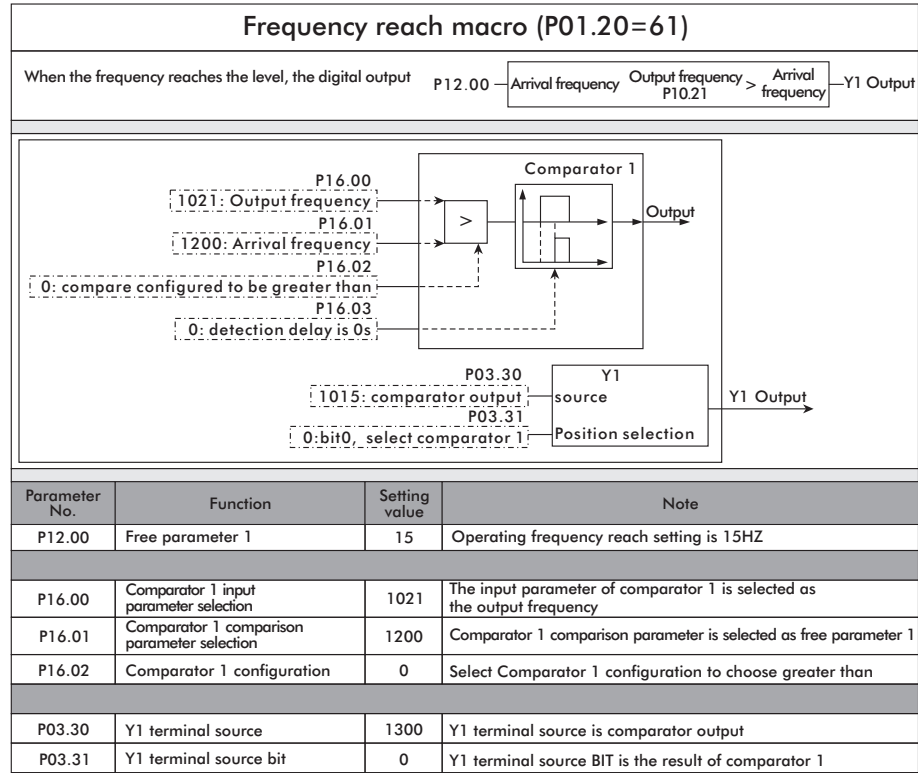 Frequency reach macro (P01.20=61)
When the frequency reaches the level, the digital output
P12.00
Arrival frequency
Output frequency
P10.21
>
Arrival
frequency
Y1 Output
Comparator 1
P16.00
1021: Output frequency
P16.01
1200: Arrival frequency
P16.02
0: compare configured to be greater than
P16.03
0: detection delay is 0s
>
Output
P03.30
1015: comparator output
P03.31
0:bit0, select comparator 1
Y1
source
Position selection
Y1 Output
Parameter No. Function Setting value Note
P12.00 Free parameter 1 15 Operating frequency reach setting is 15HZ
P16.00 Comparator 1 input parameter selection 1021 The input parameter of comparator 1 is selected as the output frequency
P16.01 Comparator 1 comparison parameter selection 1200 Comparator 1 comparison parameter is selected as free parameter 1
P16.02 Comparator 1 configuration 0 Select Comparator 1 configuration to choose greater than
P03.30 Y1 terminal source 1300 Y1 terminal source is comparator output
P03.31 Y1 terminal source bit 0 Y1 terminal source BIT is the result of comparator 1